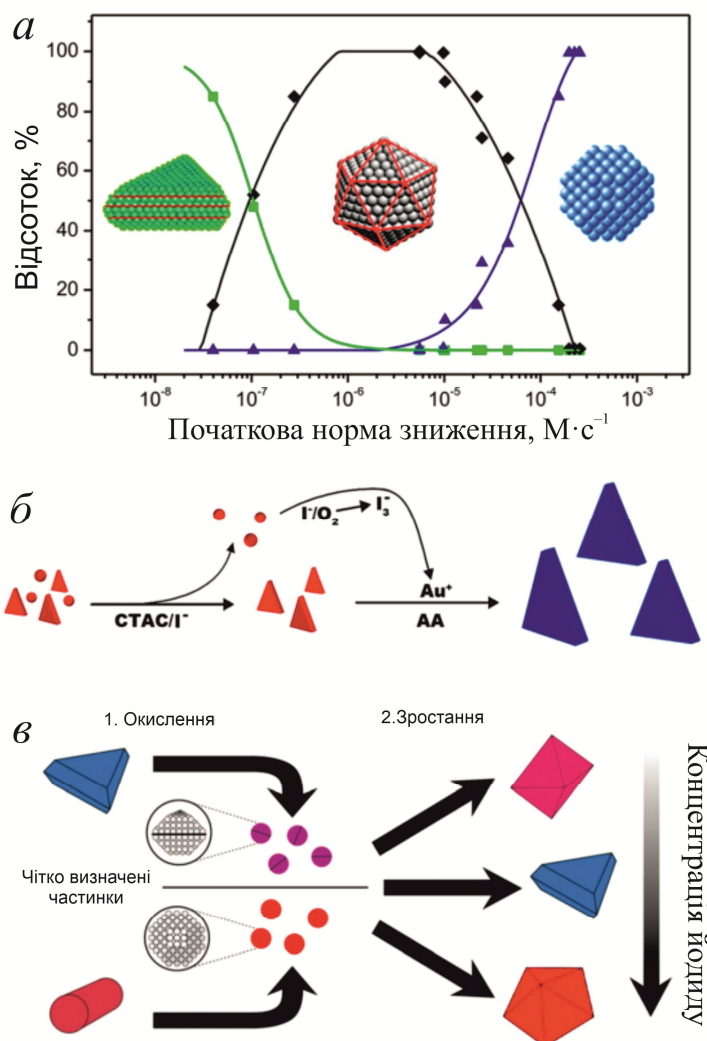 а
100
80
60
40
20
0
Відсоток, %
10⁻⁸ 10⁻⁷ 10⁻⁶ 10⁻⁵ 10⁻⁴ 10⁻³
Початкова норма зниження, М·с⁻¹
б
I⁻/O₂ I₃⁻
CTAC/I⁻
Au⁺
AA
в
1. Окислення
2.Зростання
Чітко визначені
частинки
Концентрація йодиду